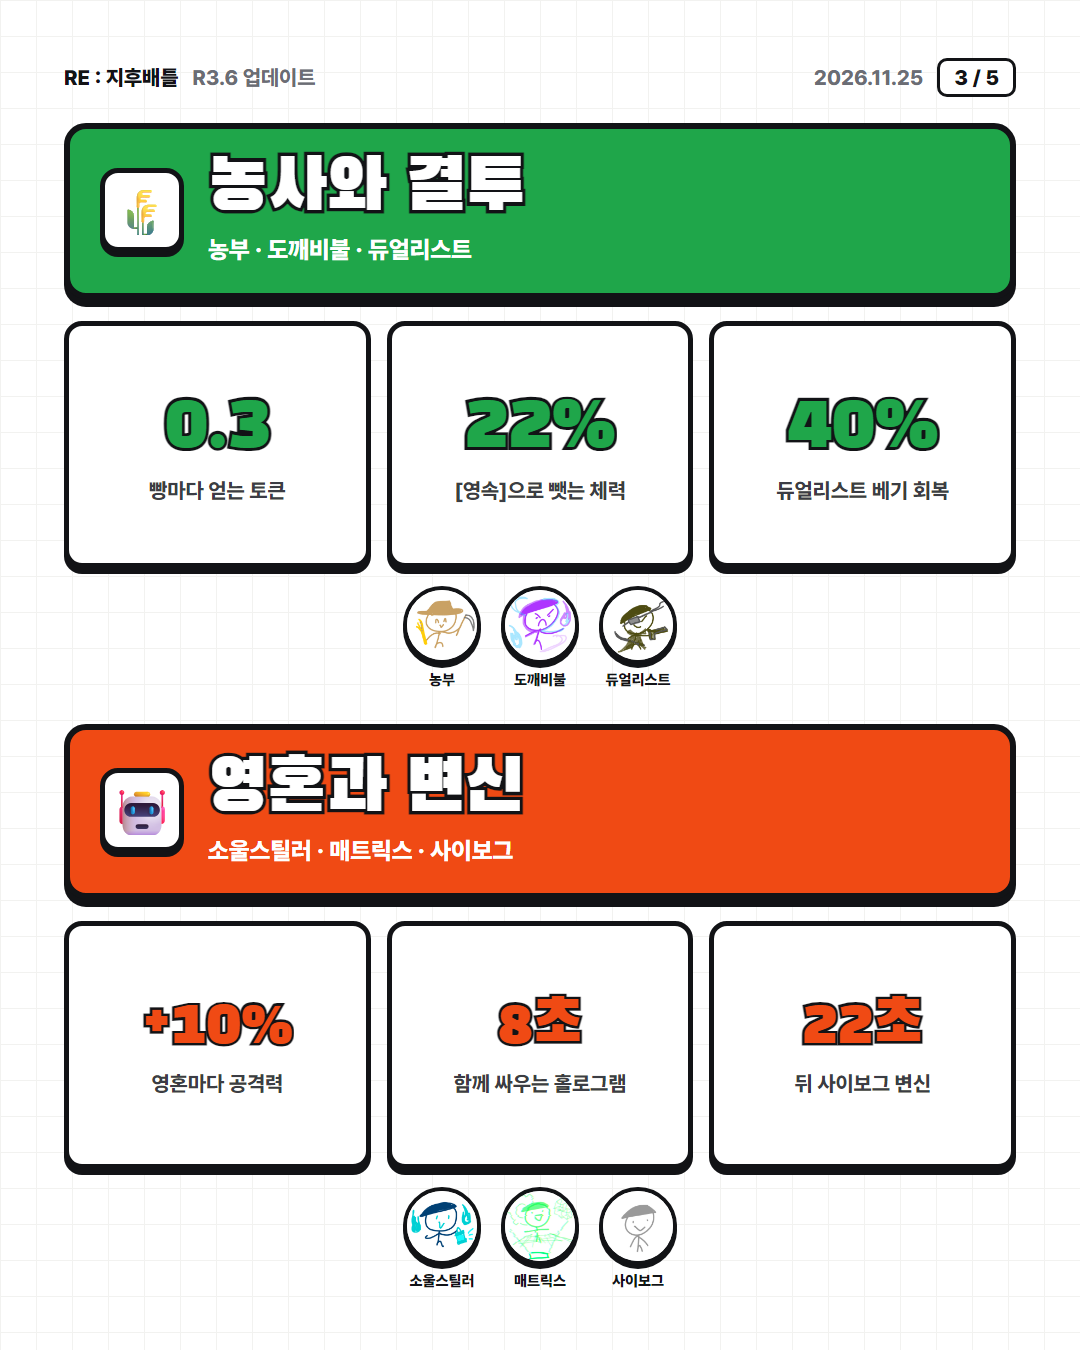 RE : 지후배틀 R3.6 업데이트
2026.11.25 3 / 5
농사와 결투
농부 · 도깨비불 · 듀얼리스트
0.3
빵마다 얻는 토큰
22%
[영속]으로 뺏는 체력
40%
듀얼리스트 베기 회복
농부
도깨비불
듀얼리스트
영혼과 변신
소울스틸러 · 매트릭스 · 사이보그
+10%
영혼마다 공격력
8초
함께 싸우는 홀로그램
22초
뒤 사이보그 변신
소울스틸러
매트릭스
사이보그